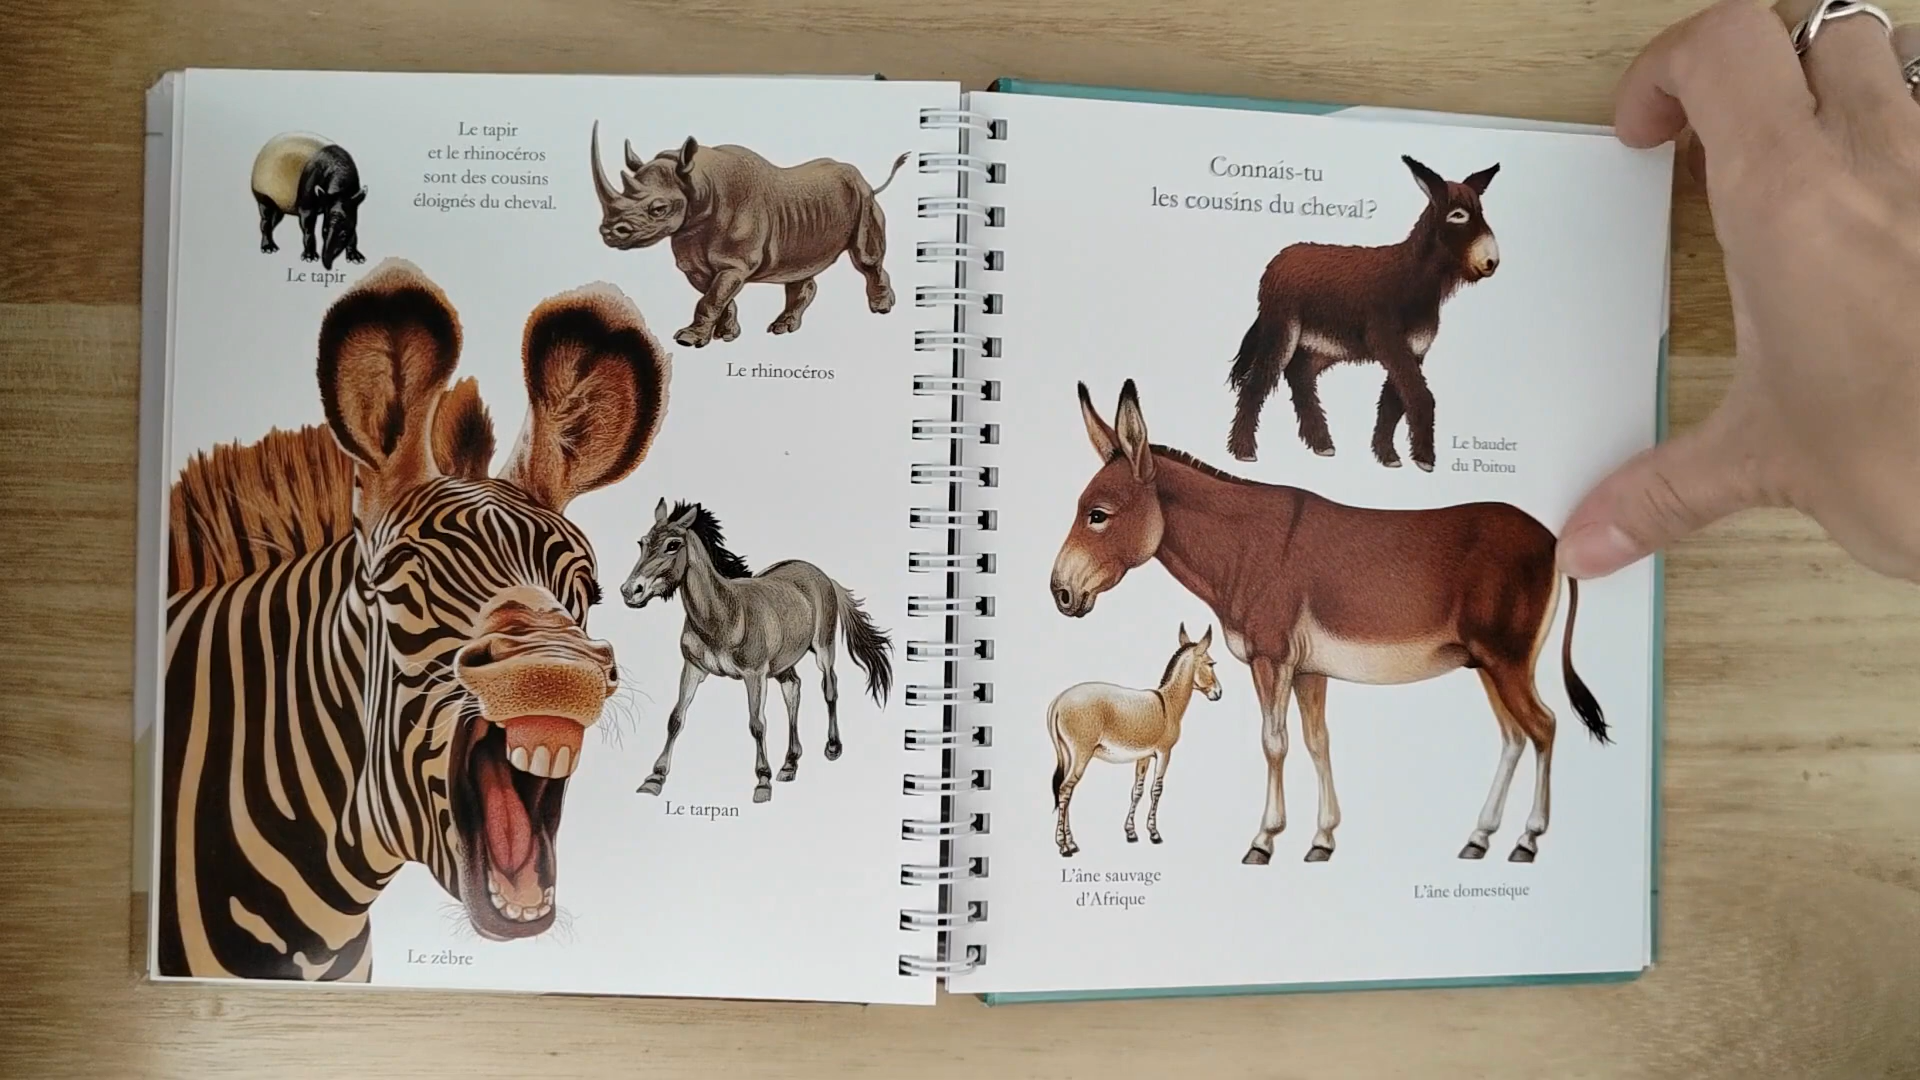 Le tapir
et le rhinocéros
sont des cousins
éloignés du cheval.
Le tapir
Le rhinocéros
Le tarpan
Le zèbre
Connais-tu
les cousins du cheval?
Le baudet
du Poitou
L'âne sauvage
d'Afrique
L'âne domestique